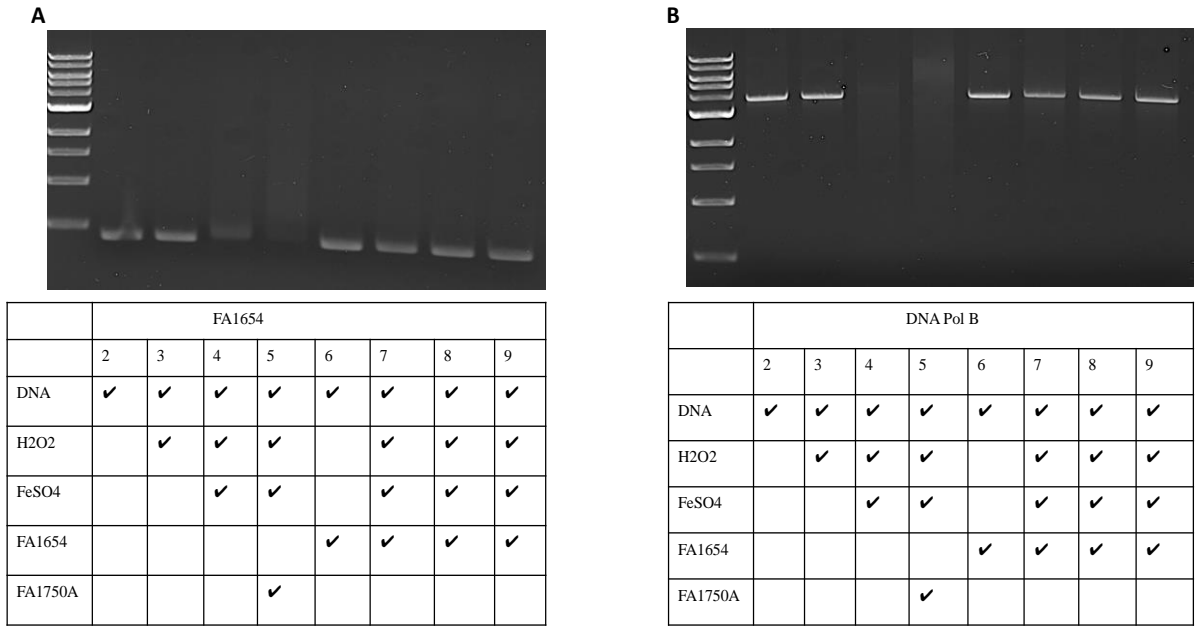 A
B
FA1654
2 3 4 5 6 7 8 9
DNA ✔ ✔ ✔ ✔ ✔ ✔ ✔ ✔
H2O2 ✔ ✔ ✔ ✔ ✔ ✔
FeSO4 ✔ ✔ ✔ ✔ ✔
FA1654 ✔ ✔ ✔ ✔
FA1750A ✔
DNA Pol B
2 3 4 5 6 7 8 9
DNA ✔ ✔ ✔ ✔ ✔ ✔ ✔ ✔
H2O2 ✔ ✔ ✔ ✔ ✔ ✔
FeSO4 ✔ ✔ ✔ ✔ ✔
FA1654 ✔ ✔ ✔ ✔
FA1750A ✔